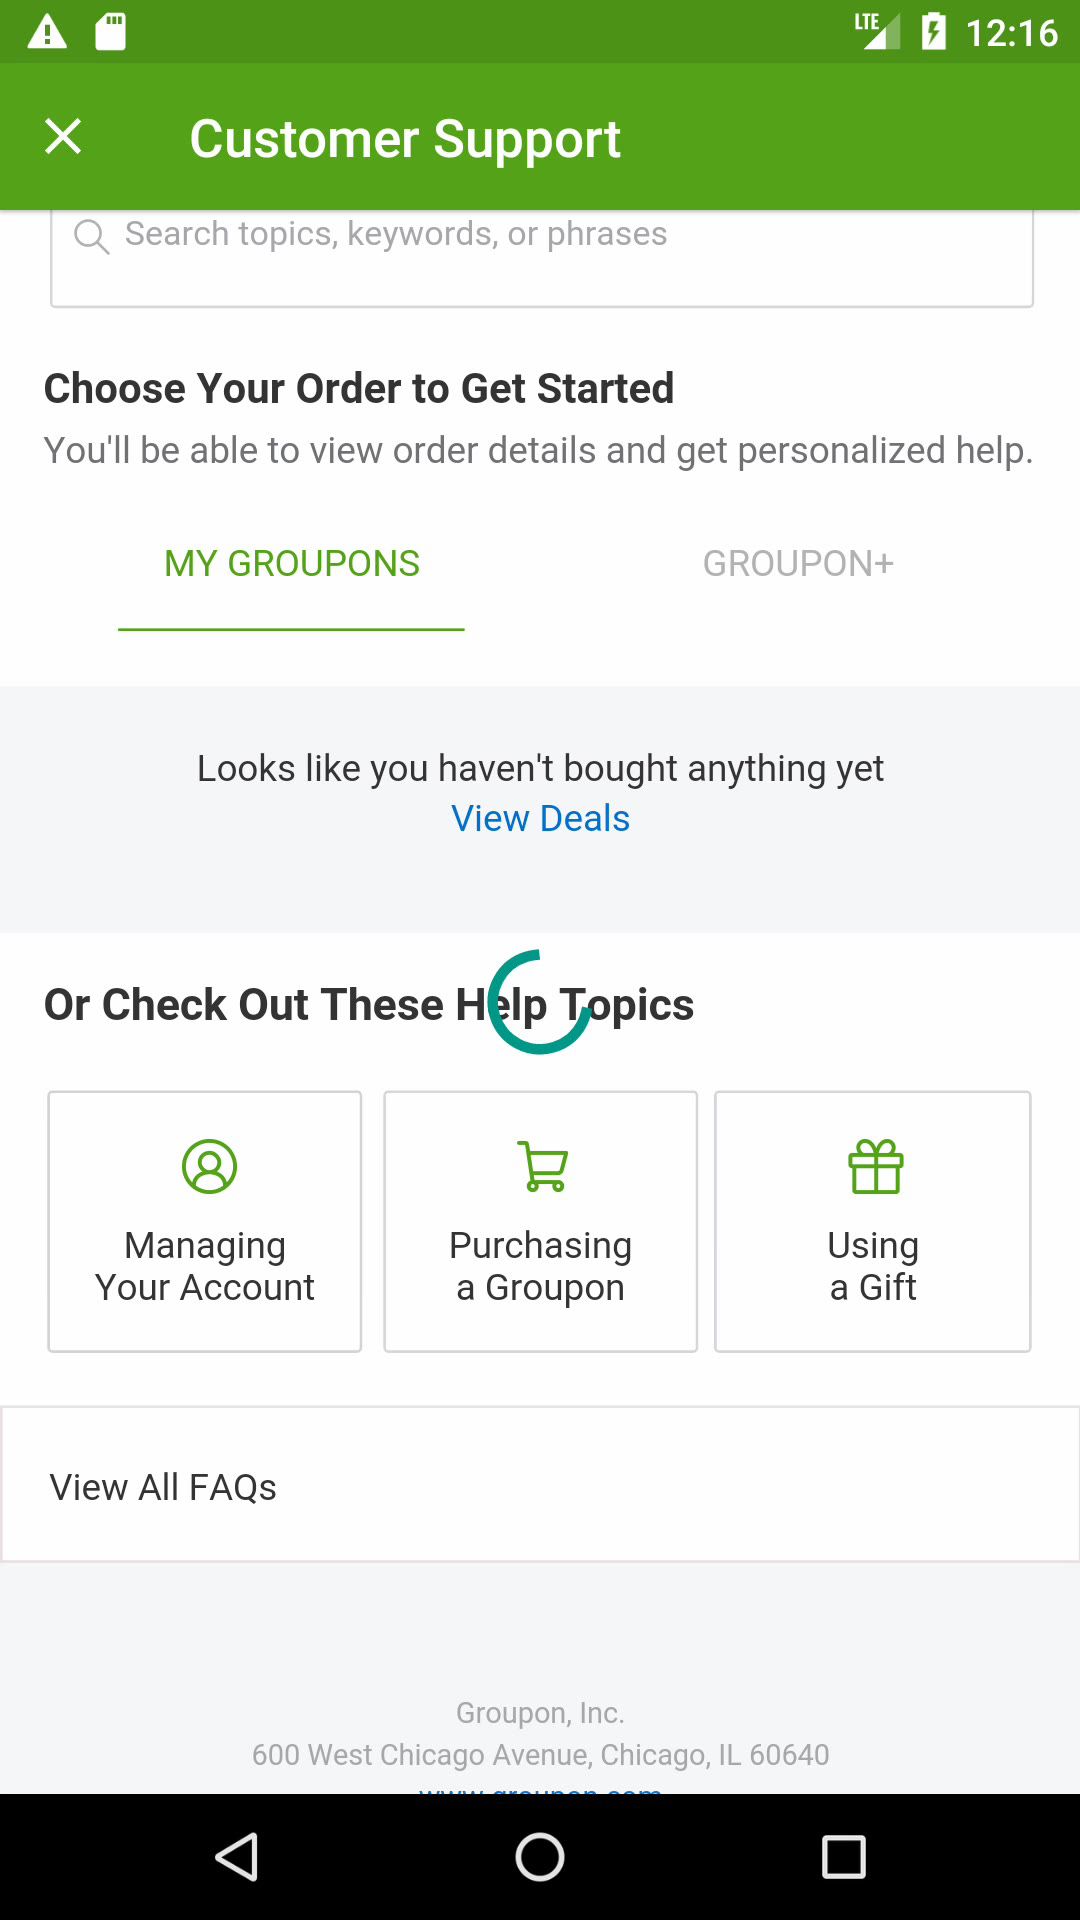 LTE 12:16
Customer Support
Search topics, keywords, or phrases
Choose Your Order to Get Started
You'll be able to view order details and get personalized help.
MY GROUPONS GROUPON+
Looks like you haven't bought anything yet
View Deals
Or Check Out These Help Topics
Managing
Your Account
Purchasing
a Groupon
Using
a Gift
View All FAQs
Groupon, Inc.
600 West Chicago Avenue, Chicago, IL 60640
www.groupon.com